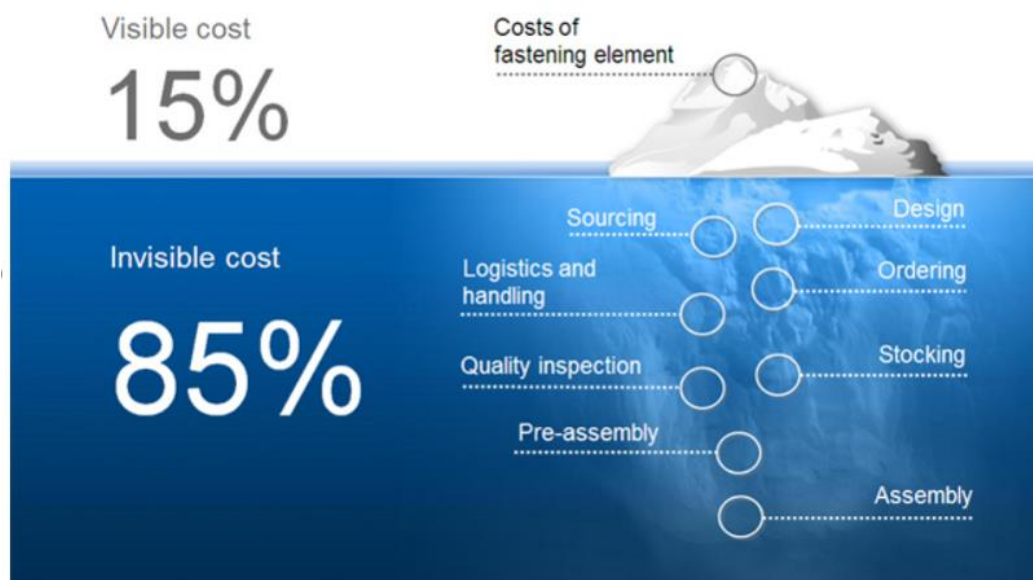 Visible cost
15%
Costs of
fastening element
Invisible cost
85%
Sourcing
Design
Logistics and
handling
Ordering
Quality inspection
Stocking
Pre-assembly
Assembly